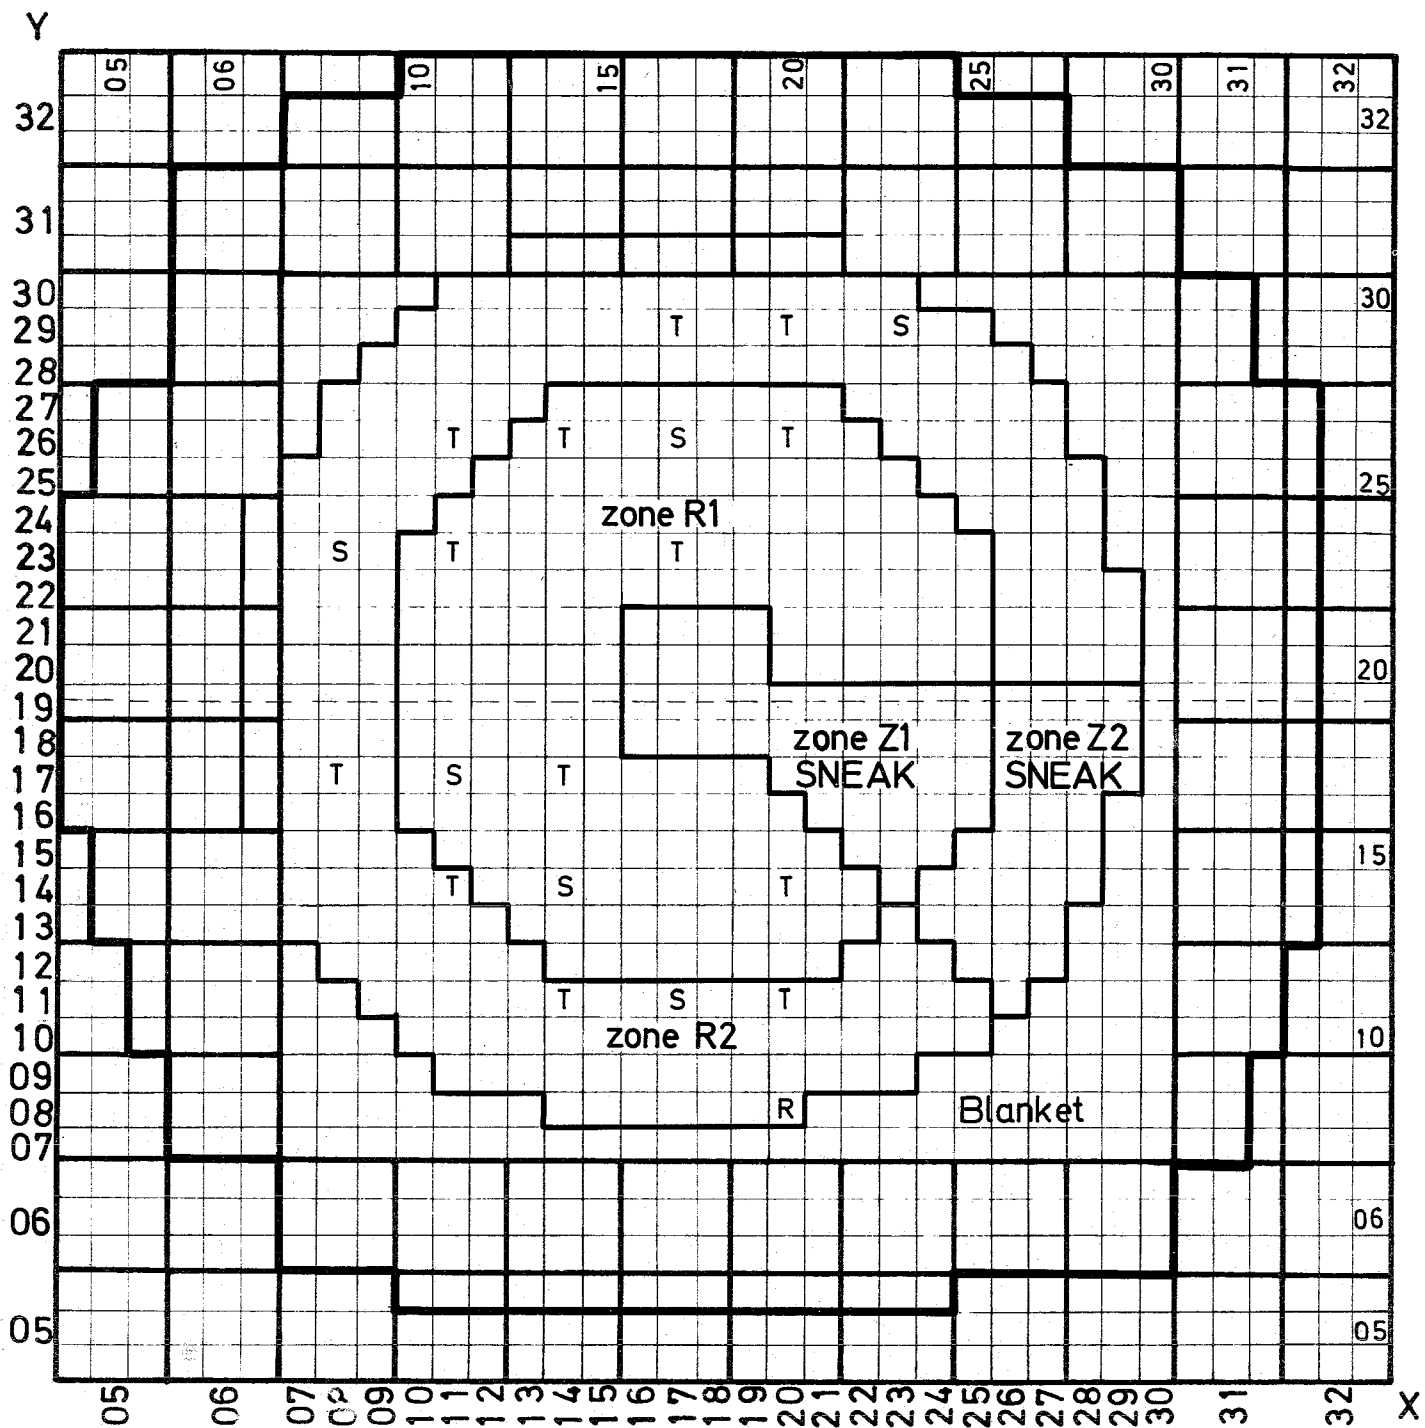 Y
05 06 10 15 20 25 30 31 32
32 32
31
30 30
29 T T S
28
27
26 T T S T
25 25
zone R1
24
23 S T T
22
21
20 20
19
18 zone Z1 zone Z2
17 T S T SNEAK SNEAK
16
15 15
14 T S T
13
12
11 T S T
10 zone R2 10
09
08 R Blanket
07
06 06
05 05
05 06 07 08 09 10 11 12 13 14 15 16 17 18 19 20 21 22 23 24 25 26 27 28 29 30 31 32 X